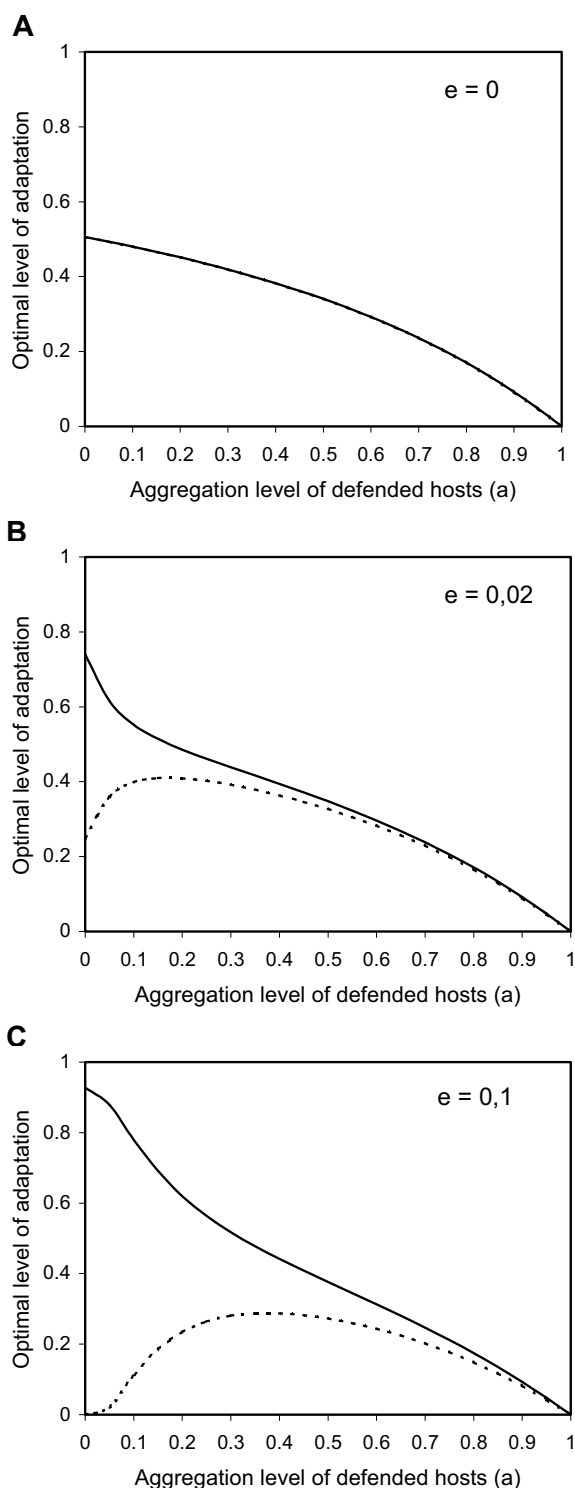 A
1
0.8
0.6
0.4
0.2
0
0 0.1 0.2 0.3 0.4 0.5 0.6 0.7 0.8 0.9 1
Optimal level of adaptation
e = 0
Aggregation level of defended hosts (a)
B
1
0.8
0.6
0.4
0.2
0
0 0.1 0.2 0.3 0.4 0.5 0.6 0.7 0.8 0.9 1
Optimal level of adaptation
e = 0,02
Aggregation level of defended hosts (a)
C
1
0.8
0.6
0.4
0.2
0
0 0.1 0.2 0.3 0.4 0.5 0.6 0.7 0.8 0.9 1
Optimal level of adaptation
e = 0,1
Aggregation level of defended hosts (a)